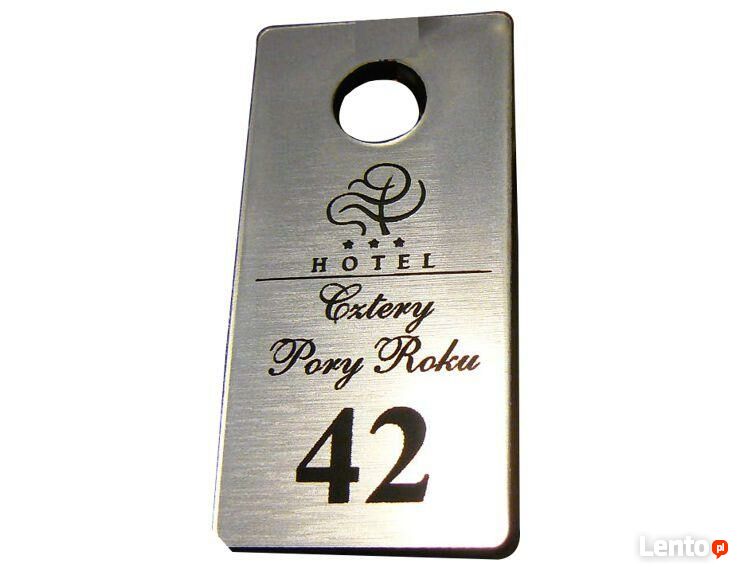 HOTEL
Cztery
Pory Roku
42
Lento.pl